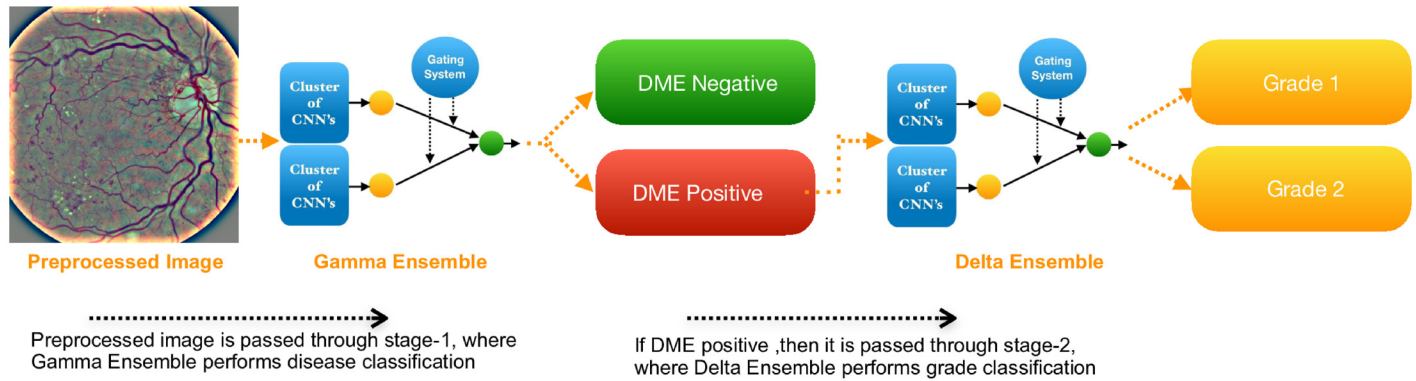 Gating
System
Cluster
of
CNN's
Cluster
of
CNN's
DME Negative
DME Positive
Gating
System
Cluster
of
CNN's
Cluster
of
CNN's
Grade 1
Grade 2
Preprocessed Image
Gamma Ensemble
Delta Ensemble
Preprocessed image is passed through stage-1, where
Gamma Ensemble performs disease classification
If DME positive ,then it is passed through stage-2,
where Delta Ensemble performs grade classification